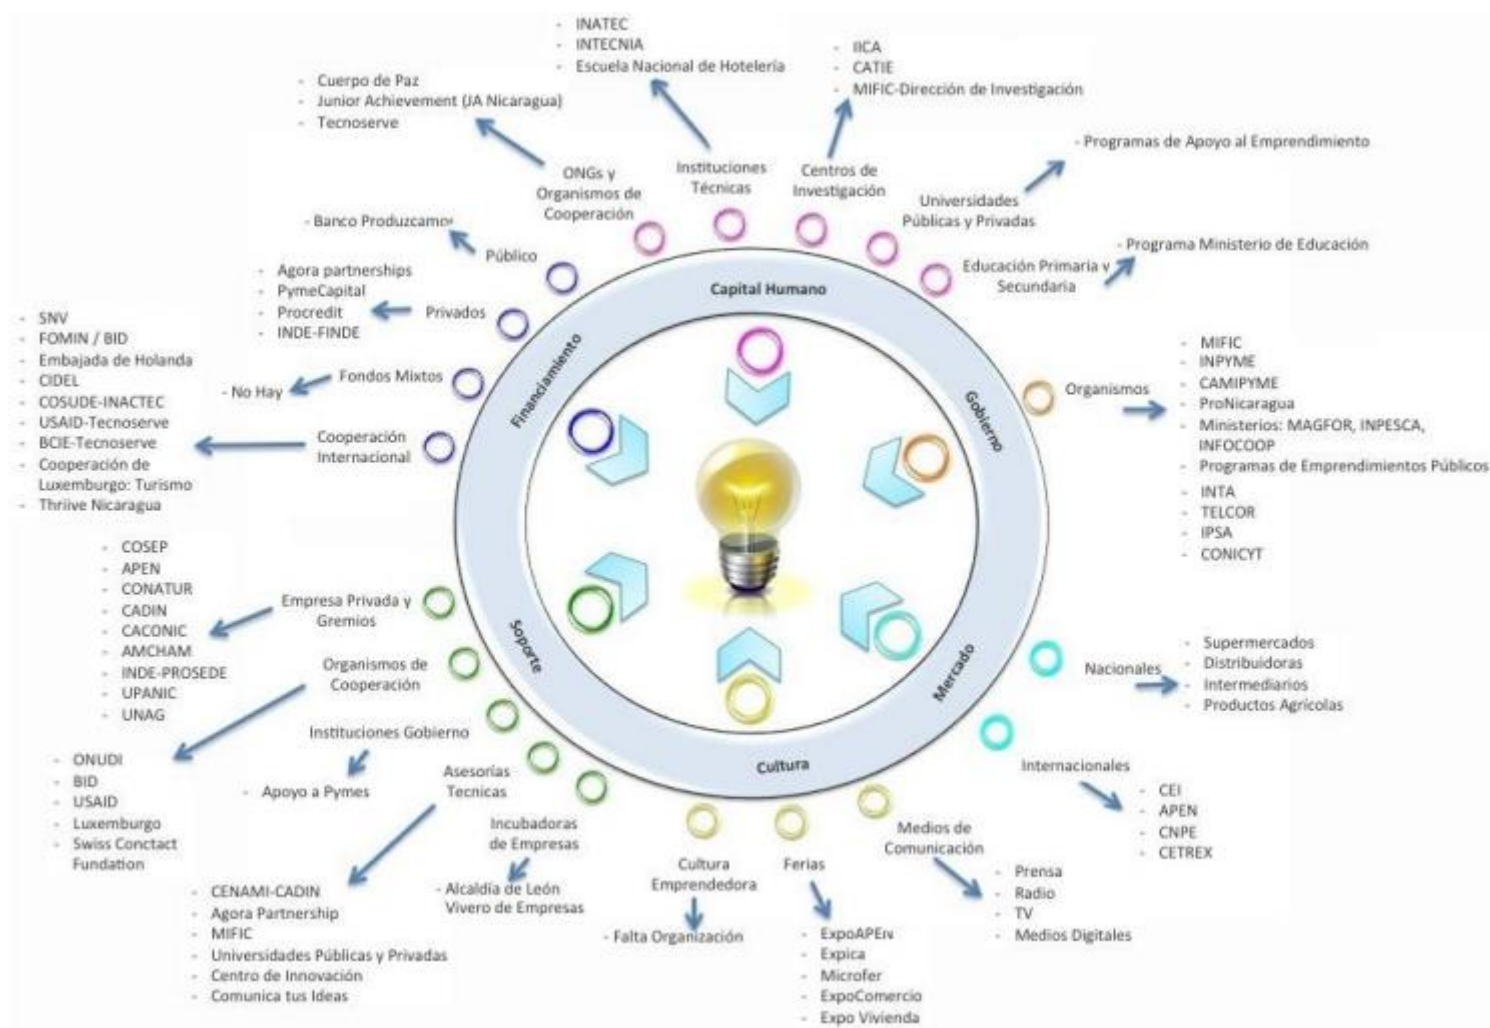 - INATEC
- INTECNIA
- Escuela Nacional de Hotelería
- IICA
- CATIE
- MIFIC-Dirección de Investigación
- Cuerpo de Paz
- Junior Achievement (JA Nicaragua)
- Tecnoserve
- Programas de Apoyo al Emprendimiento
ONGs y
Organismos de
Cooperación
Instituciones
Técnicas
Centros de
Investigación
Universidades
Públicas y Privadas
- Programa Ministerio de Educación
Educación Primaria y
Secundaria
- Banco Produzcamos
Público
- Agora partnerships
- PymeCapital
- Procredit
- INDE-FINDE
Privados
- SNV
- FOMIN / BID
- Embajada de Holanda
- CIDEL
- COSUDE-INACTEC
- USAID-Tecnoserve
- BCIE-Tecnoserve
- Cooperación de
Luxemburgo: Turismo
- Thriive Nicaragua
- No Hay
Fondos Mixtos
Cooperación
Internacional
Capital Humano
Financiamiento
Gobierno
Soporte
Mercado
Cultura
Organismos
- MIFIC
- INPYME
- CAMIPYME
- ProNicaragua
- Ministerios: MAGFOR, INPESCA,
INFOCOOP
- Programas de Emprendimientos Públicos
- INTA
- TELCOR
- IPSA
- CONICYT
- COSEP
- APEN
- CONATUR
- CADIN
- CACONIC
- AMCHAM
- INDE-PROSEDE
- UPANIC
- UNAG
Empresa Privada y
Gremios
Organismos de
Cooperación
- ONUDI
- BID
- USAID
- Luxemburgo
- Swiss Conctact
Fundation
Instituciones Gobierno
- Apoyo a Pymes
Asesorías
Tecnicas
- CENAMI-CADIN
- Agora Partnership
- MIFIC
- Universidades Públicas y Privadas
- Centro de Innovación
- Comunica tus Ideas
Incubadoras
de Empresas
- Alcaldía de León
Vivero de Empresas
Cultura
Emprendedora
- Falta Organización
Ferias
- ExpoAPEN
- Expica
- Microfer
- ExpoComercio
- Expo Vivienda
Medios de
Comunicación
- Prensa
- Radio
- TV
- Medios Digitales
Nacionales
- Supermercados
- Distribuidoras
- Intermediarios
- Productos Agrícolas
Internacionales
- CEI
- APEN
- CNPE
- CETREX